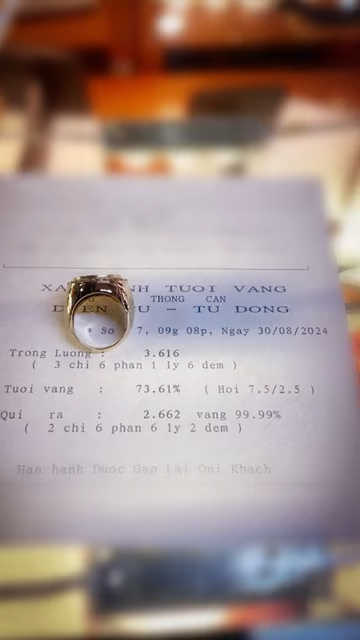 XA NH TUOI VANG
THONG CAN
D EN U - TU DONG
So 7, 09g 08p, Ngay 30/08/2024
Trong Luong : 3.616
( 3 chi 6 phan 1 ly 6 dem )
Tuoi vang : 73.61% ( Hoi 7.5/2.5 )
Qui ra : 2.662 vang 99.99%
( 2 chi 6 phan 6 ly 2 dem )
Han hanh Duoc Gap Lai Qui Khach